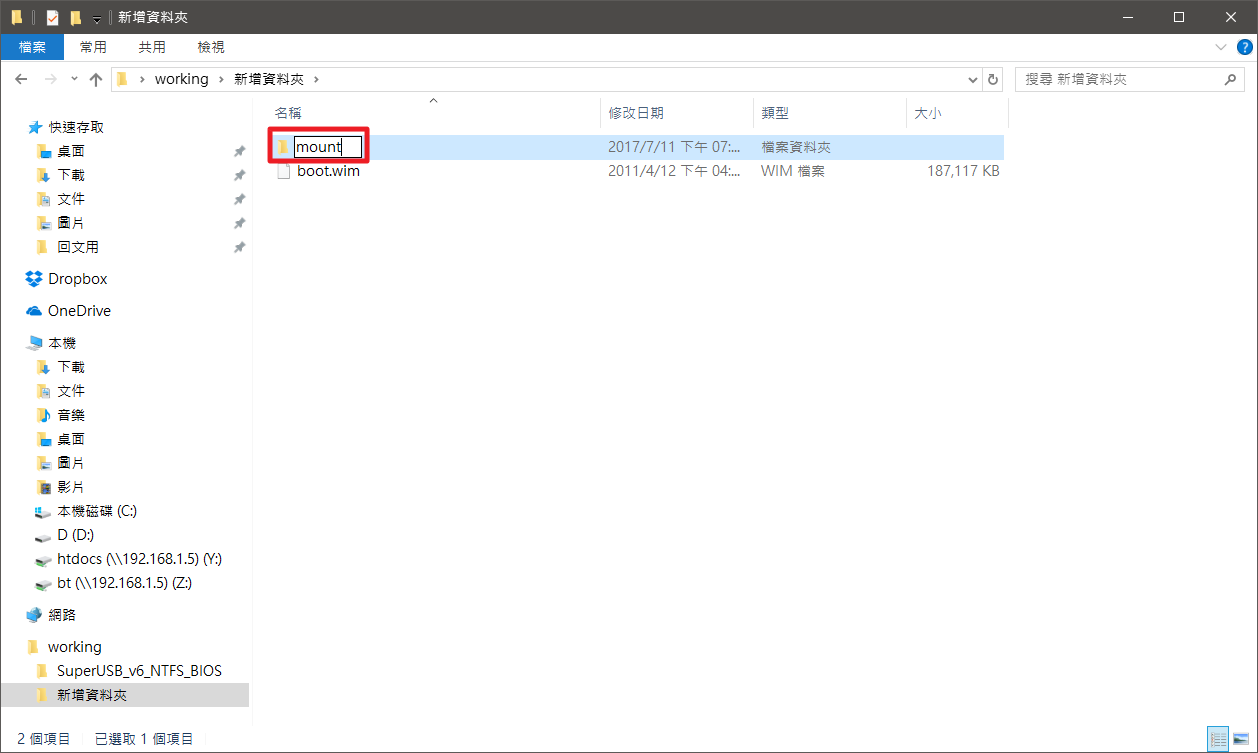 新增資料夾
檔案 常用 共用 檢視
working 新增資料夾 搜尋 新增資料夾
名稱 修改日期 類型 大小
mount 2017/7/11 下午 07:... 檔案資料夾
boot.wim 2011/4/12 下午 04:... WIM 檔案 187,117 KB
快速存取
桌面
下載
文件
圖片
回文用
Dropbox
OneDrive
本機
下載
文件
音樂
桌面
圖片
影片
本機磁碟 (C:)
D (D:)
htdocs (\\192.168.1.5) (Y:)
bt (\\192.168.1.5) (Z:)
網路
working
SuperUSB_v6_NTFS_BIOS
新增資料夾
2 個項目 已選取 1 個項目